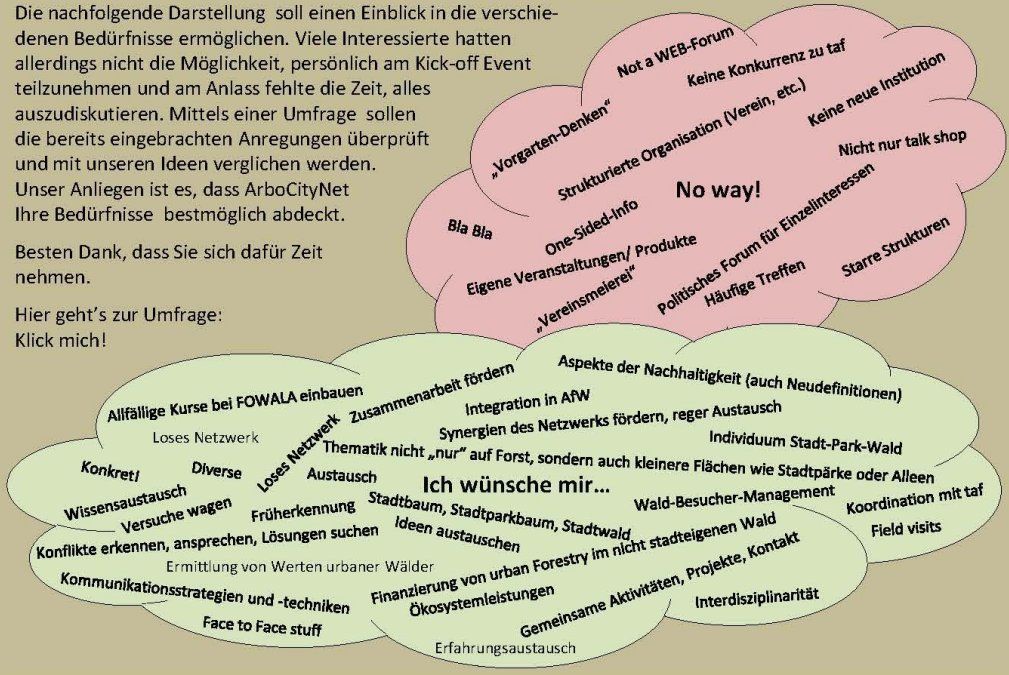 Die nachfolgende Darstellung soll einen Einblick in die verschie-
denen Bedürfnisse ermöglichen. Viele Interessierte hatten
allerdings nicht die Möglichkeit, persönlich am Kick-off Event
teilzunehmen und am Anlass fehlte die Zeit, alles
auszudiskutieren. Mittels einer Umfrage sollen
die bereits eingebrachten Anregungen überprüft
und mit unseren Ideen verglichen werden.
Unser Anliegen ist es, dass ArboCityNet
Ihre Bedürfnisse bestmöglich abdeckt.
Besten Dank, dass Sie sich dafür Zeit
nehmen.
Hier geht's zur Umfrage:
Klick mich!
Not a WEB-Forum
Keine Konkurrenz zu taf
Keine neue Institution
„Vorgarten-Denken"
Strukturierte Organisation (Verein, etc.)
Nicht nur talk shop
No way!
Bla Bla
One-Sided-Info
Politisches Forum für Einzelinteressen
Eigene Veranstaltungen/ Produkte
Starre Strukturen
„Vereinsmeierei"
Häufige Treffen
Allfällige Kurse bei FOWALA einbauen
Zusammenarbeit fördern
Aspekte der Nachhaltigkeit (auch Neudefinitionen)
Integration in AfW
Loses Netzwerk
Loses Netzwerk
Synergien des Netzwerks fördern, reger Austausch
Individuum Stadt-Park-Wald
Thematik nicht „nur" auf Forst, sondern auch kleinere Flächen wie Stadtpärke oder Alleen
Konkret!
Diverse
Austausch
Ich wünsche mir...
Wissensaustausch
Versuche wagen
Früherkennung
Stadtbaum, Stadtparkbaum, Stadtwald
Wald-Besucher-Management
Koordination mit taf
Field visits
Konflikte erkennen, ansprechen, Lösungen suchen
Ideen austauschen
Ermittlung von Werten urbaner Wälder
Finanzierung von urban Forestry im nicht stadteigenen Wald
Kommunikationsstrategien und -techniken
Ökosystemleistungen
Gemeinsame Aktivitäten, Projekte, Kontakt
Interdisziplinarität
Face to Face stuff
Erfahrungsaustausch